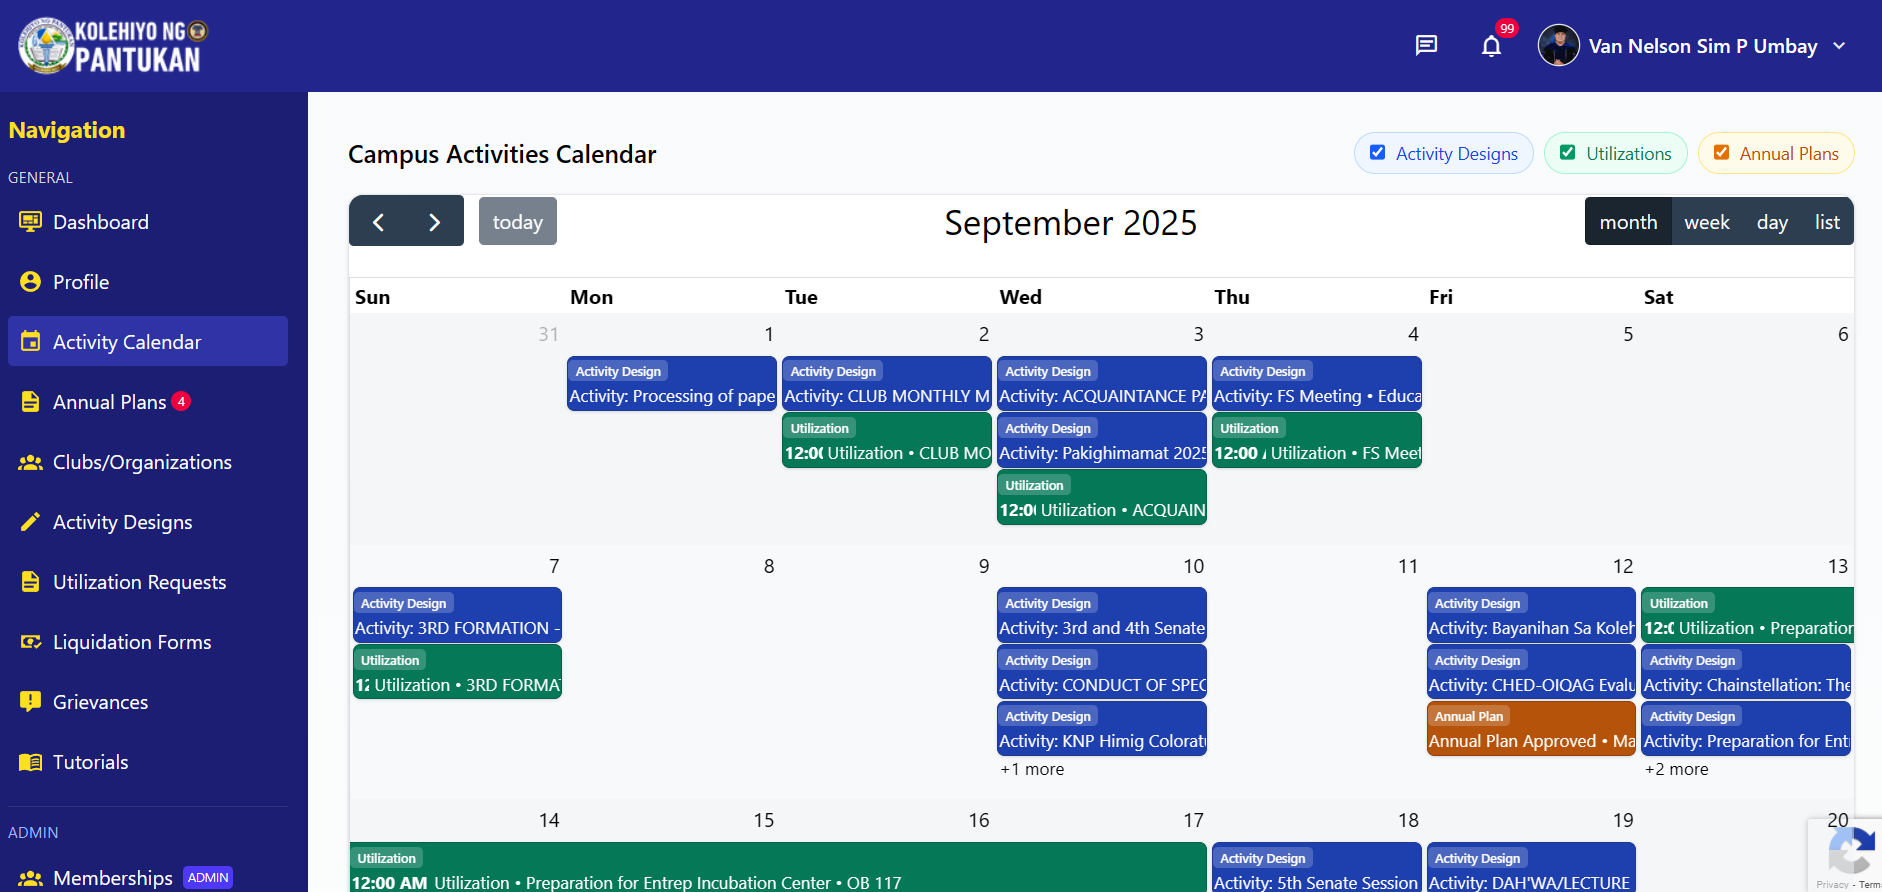 KOLEHIYO NG
PANTUKAN
99
Van Nelson Sim P Umbay
Navigation
GENERAL
Dashboard
Profile
Activity Calendar
Annual Plans 4
Clubs/Organizations
Activity Designs
Utilization Requests
Liquidation Forms
Grievances
Tutorials
ADMIN
Memberships ADMIN
Campus Activities Calendar
Activity Designs
Utilizations
Annual Plans
today
September 2025
month week day list
Sun Mon Tue Wed Thu Fri Sat
31 1 2 3 4 5 6
Activity Design
Activity: Processing of pape
Activity Design
Activity: CLUB MONTHLY M
Utilization
12:00 Utilization • CLUB MO
Activity Design
Activity: ACQUAINTANCE PA
Activity Design
Activity: Pakighimamat 2025
Utilization
12:00 Utilization • ACQUAIN
Activity Design
Activity: FS Meeting • Educa
Utilization
12:00 A Utilization • FS Meet
7 8 9 10 11 12 13
Activity Design
Activity: 3RD FORMATION -
Utilization
12 Utilization • 3RD FORMA
Activity Design
Activity: 3rd and 4th Senate
Activity Design
Activity: CONDUCT OF SPEC
Activity Design
Activity: KNP Himig Colorat
+1 more
Activity Design
Activity: Bayanihan Sa Koleh
Activity Design
Activity: CHED-OIQAG Evalu
Annual Plan
Annual Plan Approved • Ma
Utilization
12:0 Utilization • Preparation
Activity Design
Activity: Chainstellation: The
Activity Design
Activity: Preparation for Ent
+2 more
14 15 16 17 18 19 20
Utilization
12:00 AM Utilization • Preparation for Entrep Incubation Center • OB 117
Activity Design
Activity: 5th Senate Session
Activity Design
Activity: DAH'WA/LECTURE
Privacy - Term